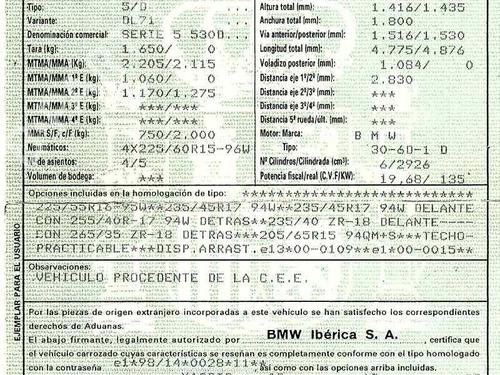 Tipo: 5/D ... Altura total (mm): 1.416/1.435
Variante: DL71 ... Anchura total (mm): 1.800
Denominación comercial: SERIE 5 530D... Vía anterior/posterior (mm): 1.516/1.530
Tara (kg) 1.650/ 0 Longitud total (mm) 4.775/4.876
MTMA/MMA (Kg): 2.205/2.115 Voladizo posterior (mm): 1.084/ 0
MTMA/MMA 1º E (kg): 1.060/ 0 Distancia eje 1º/2º (mm): 2.830
MTMA/MMA 2º E (kg): 1.170/1.275 Distancia eje 2º/3º (mm): ***
MTMA/MMA 3º E (kg): ***/*** Distancia eje 3º/4º (mm): ***
MTMA/MMA 4º E (kg): ***/*** Distancia 5ª rueda/ult. (mm): ***
MMA S/F, c/F (kg): 750/2.000 Motor: Marca: B M W
Neumáticos: 4X225/60R15-96W Tipo: 30-6D-1 D
N° de asientos: 4/5 Nº Cilindros/Cilindrada (cm³): 6/2926
Volumen de bodega: *** Potencia fiscal/real (C.V.F/KW): 19,68/ 135
Opciones incluidas en la homologación de tipo: ************************
225/55R16*95W**235/45R17 94W**235/45R17 94W DELANTE
CON 255/40R-17 94W DETRAS**235/40 ZR-18 DELANTE
CON 265/35 ZR-18 DETRAS**205/65R15 94QM+S***TECHO-
PRACTICABLE***DISP.ARRAST.e13*00-0109**e1*00-0015**
Observaciones:
VEHICULO PROCEDENTE DE LA C.E.E.
EJEMPLAR PARA EL USUARIO
Por las piezas de origen extranjero incorporadas a este vehículo se han satisfecho los correspondientes
derechos de Aduanas.
El abajo firmante, legalmente autorizado por BMW Ibérica S. A. , certifica que
el vehículo carrozado cuyas características se reseñan es completamente conforme con el tipo homologado
con la contraseña e1*98/14*0028*11** ,así como con las opciones arriba incluidas.